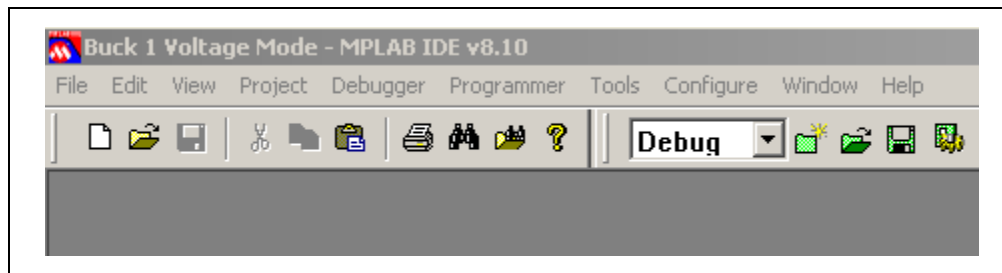 Buck 1 Voltage Mode - MPLAB IDE v8.10
File Edit View Project Debugger Programmer Tools Configure Window Help
Debug